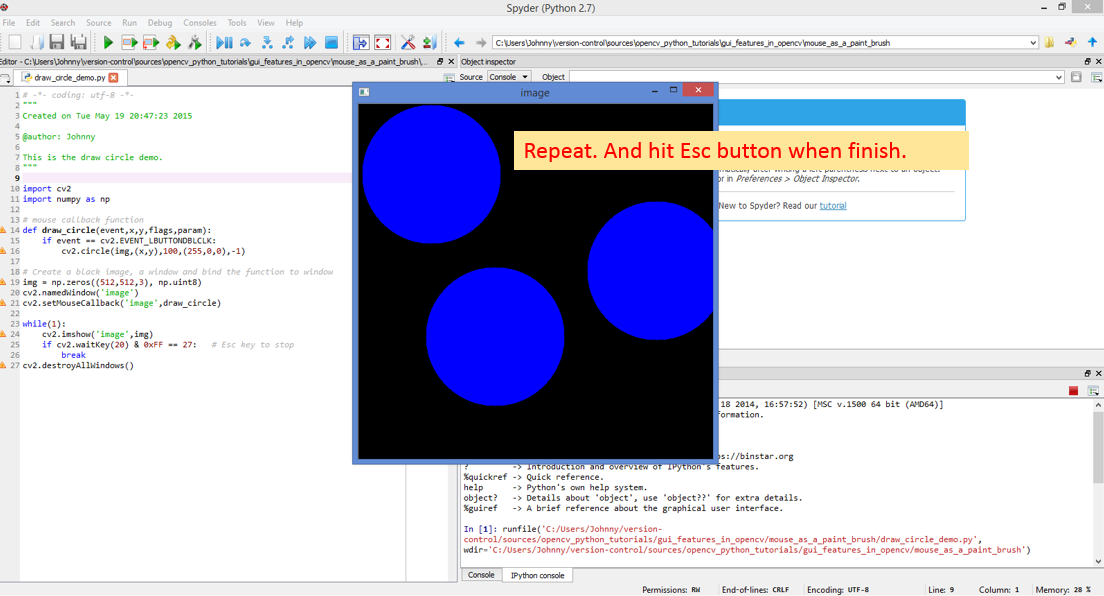 Spyder (Python 2.7)
File Edit Search Source Run Debug Consoles Tools View Help
C:\Users\Johnny\version-control\sources\opencv_python_tutorials\gui_features_in_opencv\mouse_as_a_paint_brush
Editor - C:\Users\Johnny\version-control\sources\opencv_python_tutorials\gui_features_in_opencv\mouse_as_a_paint_brush\...
Object inspector
draw_circle_demo.py
Source Console Object
1 # -*- coding: utf-8 -*-
2 """
3 Created on Tue May 19 20:47:23 2015
4
5 @author: Johnny
6
7 This is the draw circle demo.
8 """
9
10 import cv2
11 import numpy as np
12
13 # mouse callback function
14 def draw_circle(event,x,y,flags,param):
15     if event == cv2.EVENT_LBUTTONDBLCLK:
16         cv2.circle(img,(x,y),100,(255,0,0),-1)
17
18 # Create a black image, a window and bind the function to window
19 img = np.zeros((512,512,3), np.uint8)
20 cv2.namedWindow('image')
21 cv2.setMouseCallback('image',draw_circle)
22
23 while(1):
24     cv2.imshow('image',img)
25     if cv2.waitKey(20) & 0xFF == 27:   # Esc key to stop
26         break
27 cv2.destroyAllWindows()
image
Repeat. And hit Esc button when finish.
or in Preferences > Object Inspector.
New to Spyder? Read our tutorial
18 2014, 16:57:52) [MSC v.1500 64 bit (AMD64)]
formation.
ps://binstar.org
? -> Introduction and overview of IPython's features.
%quickref -> Quick reference.
help -> Python's own help system.
object? -> Details about 'object', use 'object??' for extra details.
%guiref -> A brief reference about the graphical user interface.
In [1]: runfile('C:/Users/Johnny/version-
control/sources/opencv_python_tutorials/gui_features_in_opencv/mouse_as_a_paint_brush/draw_circle_demo.py',
wdir='C:/Users/Johnny/version-control/sources/opencv_python_tutorials/gui_features_in_opencv/mouse_as_a_paint_brush')
Console IPython console
Permissions: RW End-of-lines: CRLF Encoding: UTF-8 Line: 9 Column: 1 Memory: 28 %